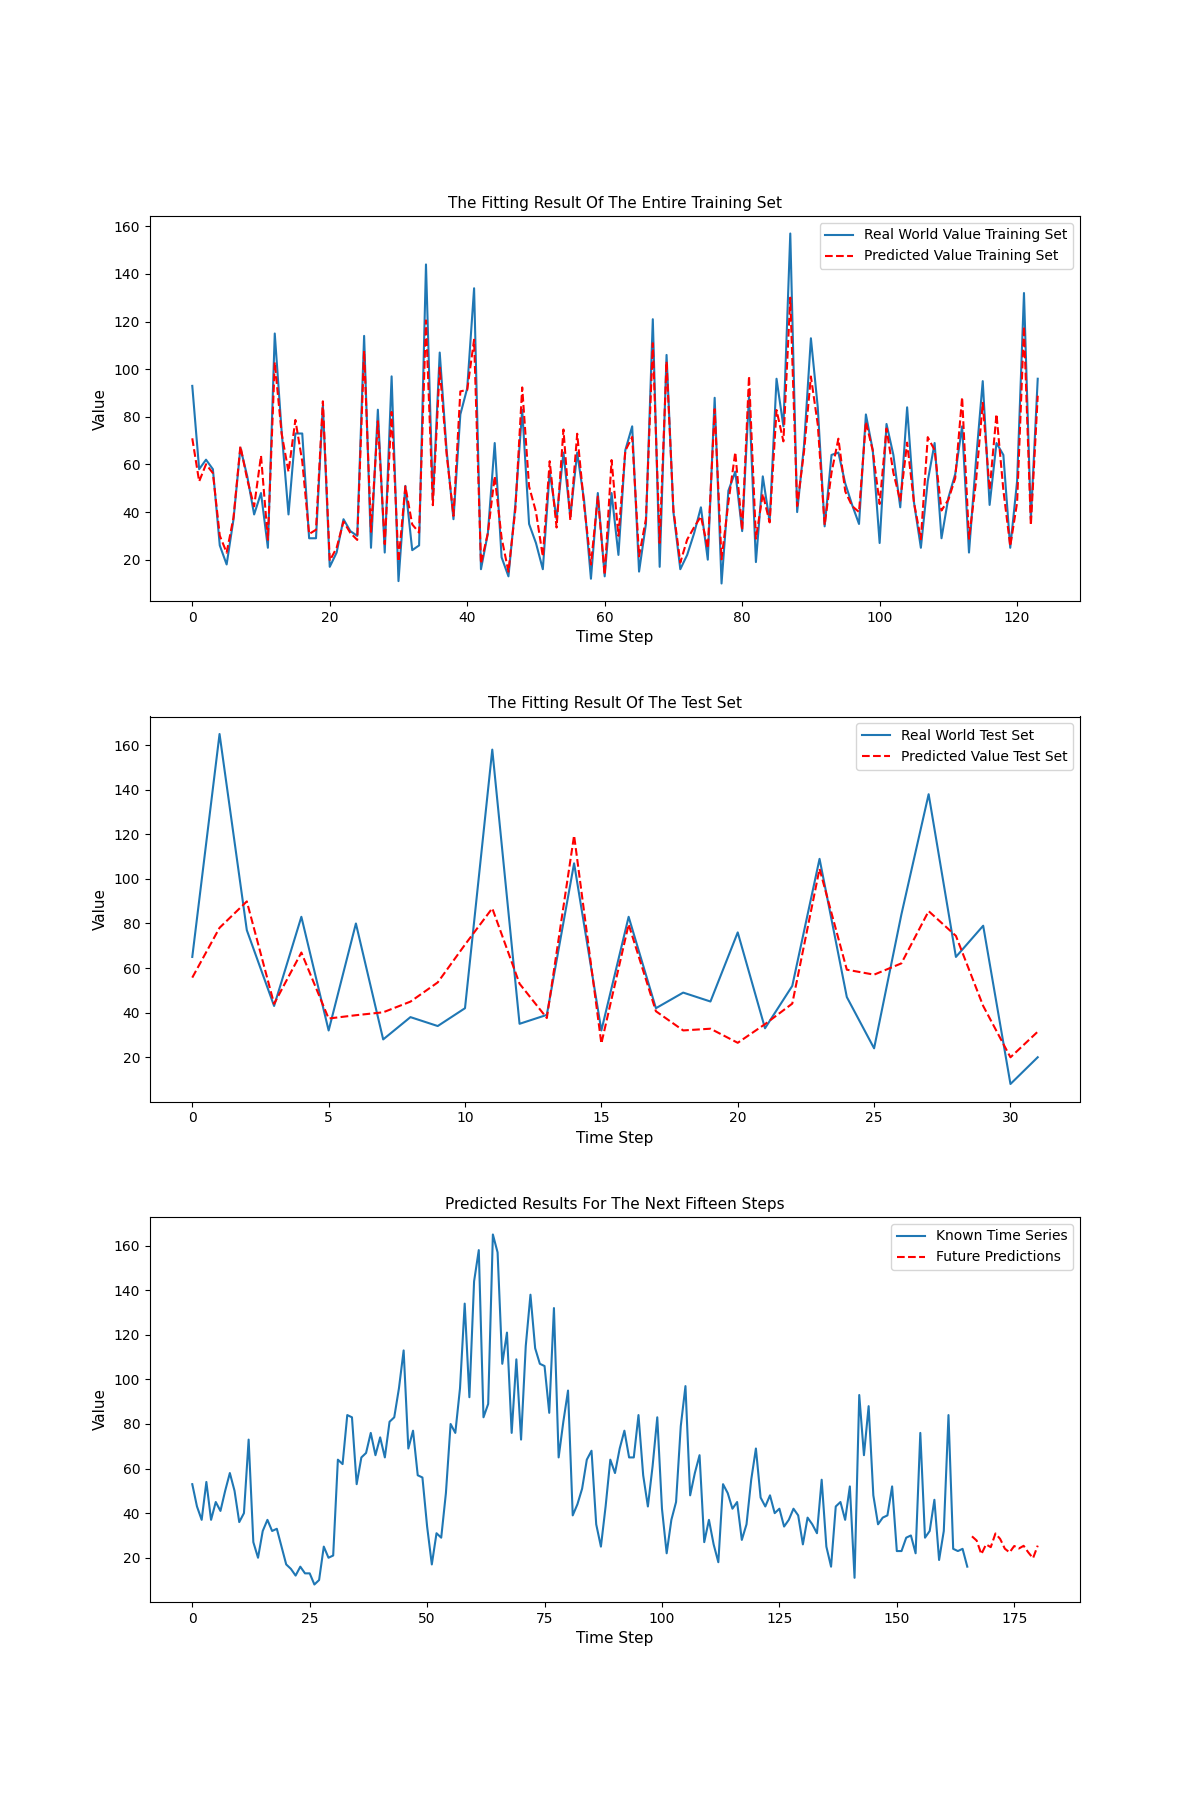 The Fitting Result Of The Entire Training Set
160
140
120
100
80
60
40
20
Value
Real World Value Training Set
Predicted Value Training Set
0 20 40 60 80 100 120
Time Step
The Fitting Result Of The Test Set
160
140
120
100
80
60
40
20
Value
Real World Test Set
Predicted Value Test Set
0 5 10 15 20 25 30
Time Step
Predicted Results For The Next Fifteen Steps
160
140
120
100
80
60
40
20
Value
Known Time Series
Future Predictions
0 25 50 75 100 125 150 175
Time Step